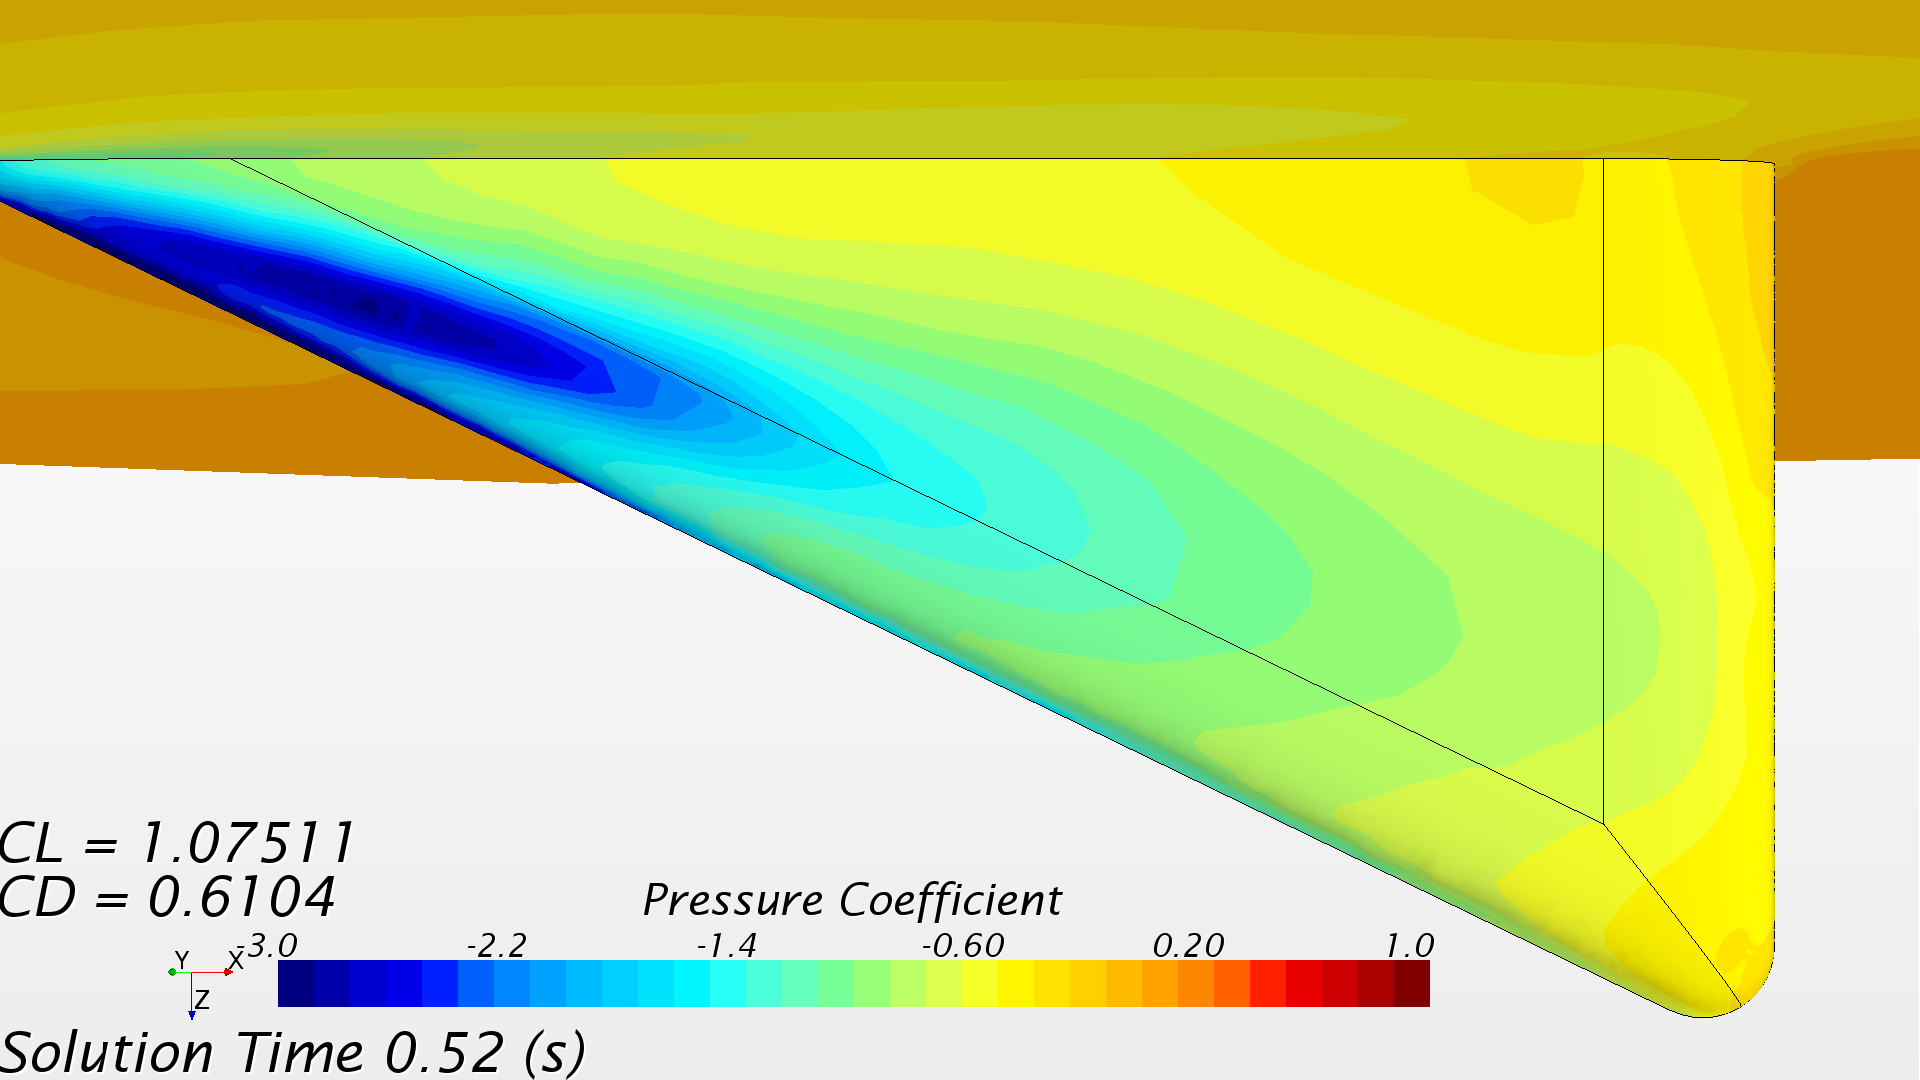 CL = 1.07511
CD = 0.6104
Pressure Coefficient
-3.0 -2.2 -1.4 -0.60 0.20 1.0
Y X
Z
Solution Time 0.52 (s)